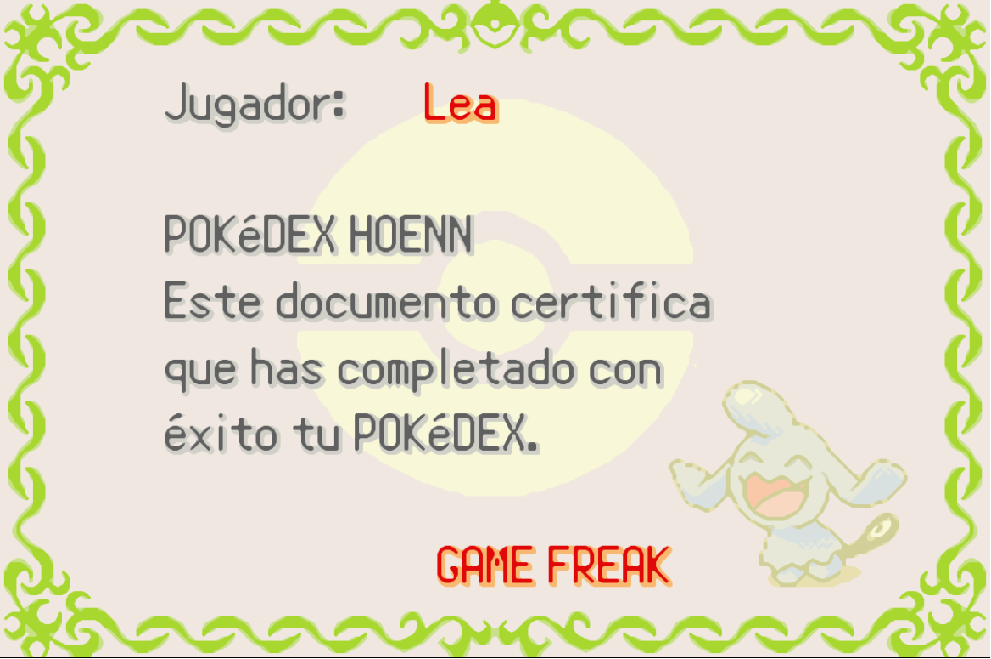 Jugador: Lea
POKéDEX HOENN
Este documento certifica
que has completado con
éxito tu POKéDEX.
GAME FREAK